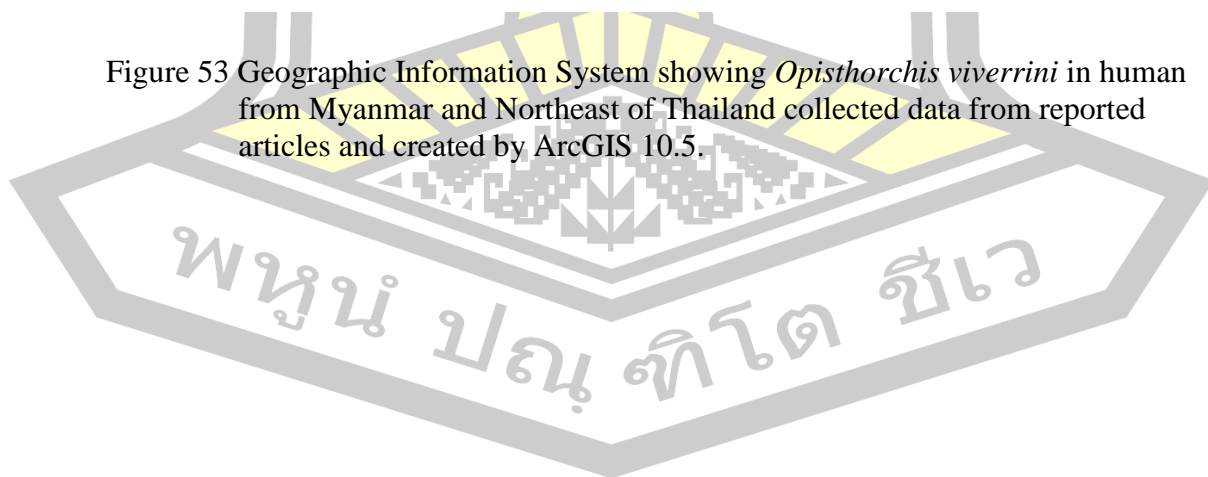 Figure 53 Geographic Information System showing Opisthorchis viverrini in human
from Myanmar and Northeast of Thailand collected data from reported
articles and created by ArcGIS 10.5.
พหูนํ ปณฺฑิโต ชีเว